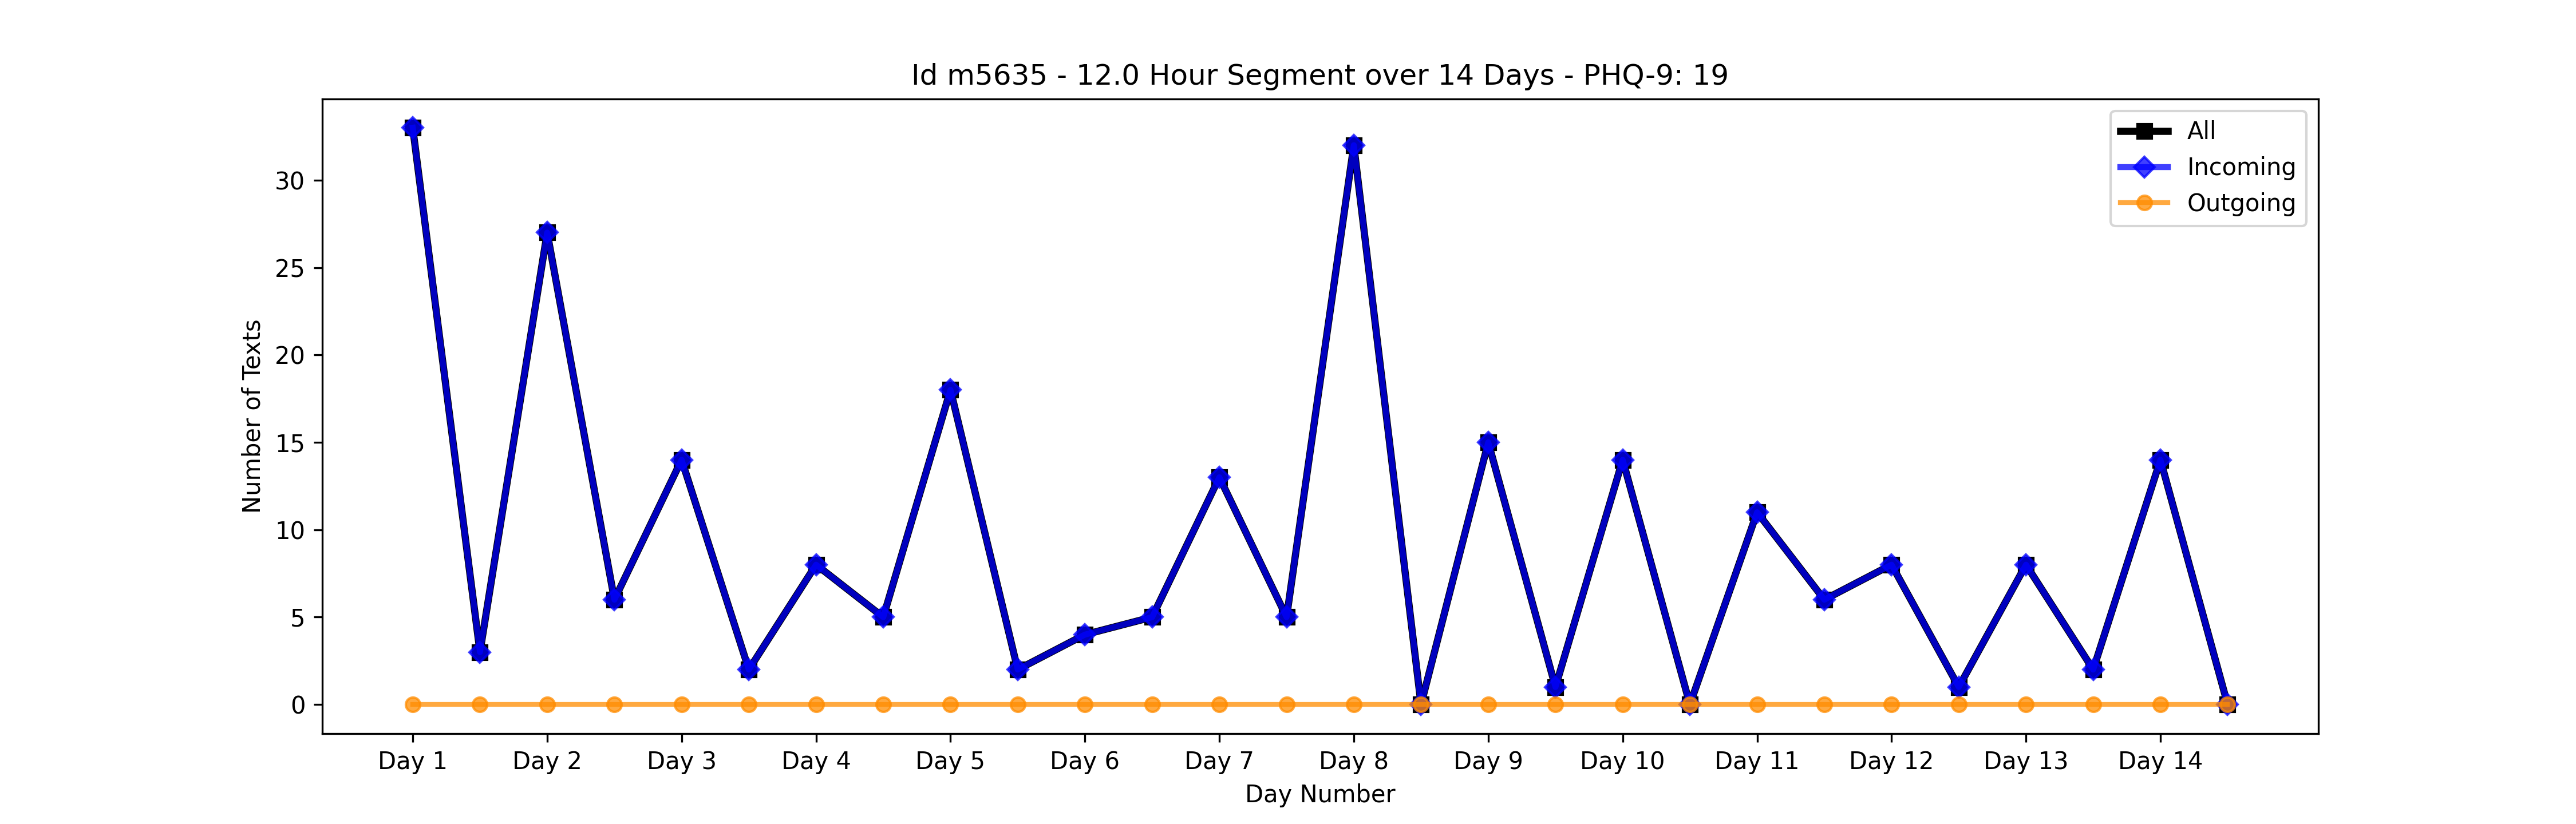 Id m5635 - 12.0 Hour Segment over 14 Days - PHQ-9: 19
All
Incoming
Outgoing
Number of Texts
30
25
20
15
10
5
0
Day 1 Day 2 Day 3 Day 4 Day 5 Day 6 Day 7 Day 8 Day 9 Day 10 Day 11 Day 12 Day 13 Day 14
Day Number